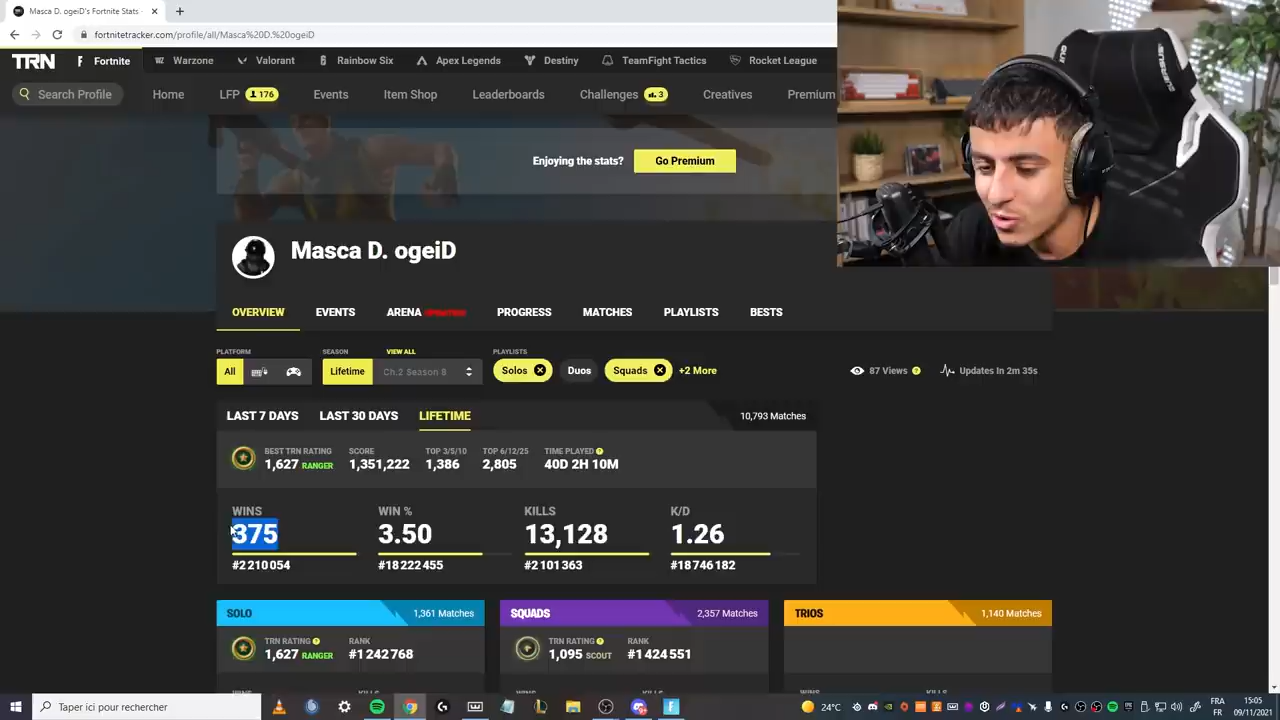 Masca D. ogeiD's Fortnite Stats -
fortnitetracker.com/profile/all/Masca%20D.%20ogeiD
TRN Fortnite Warzone Valorant Rainbow Six Apex Legends Destiny TeamFight Tactics Rocket League
Search Profile Home LFP 176 Events Item Shop Leaderboards Challenges 3 Creatives Premium
Enjoying the stats? Go Premium
Masca D. ogeiD
OVERVIEW EVENTS ARENA UPDATED PROGRESS MATCHES PLAYLISTS BESTS
PLATFORM SEASON VIEW ALL PLAYLISTS
All Lifetime Ch.2 Season 8 Solos Duos Squads +2 More 87 Views ? Updates In 2m 35s
LAST 7 DAYS LAST 30 DAYS LIFETIME 10,793 Matches
BEST TRN RATING SCORE TOP 3/5/10 TOP 6/12/25 TIME PLAYED ?
1,627 RANGER 1,351,222 1,386 2,805 40D 2H 10M
WINS WIN % KILLS K/D
375 3.50 13,128 1.26
#2 210 054 #18 222 455 #2 101 363 #18 746 182
SOLO 1,361 Matches SQUADS 2,357 Matches TRIOS 1,140 Matches
TRN RATING ? RANK TRN RATING ? RANK
1,627 RANGER #1 242 768 1,095 SCOUT #1 424 551
WINS KILLS WINS KILLS WINS KILLS
Taper ici pour rechercher 24°C FRA 15:05
FR 09/11/2021